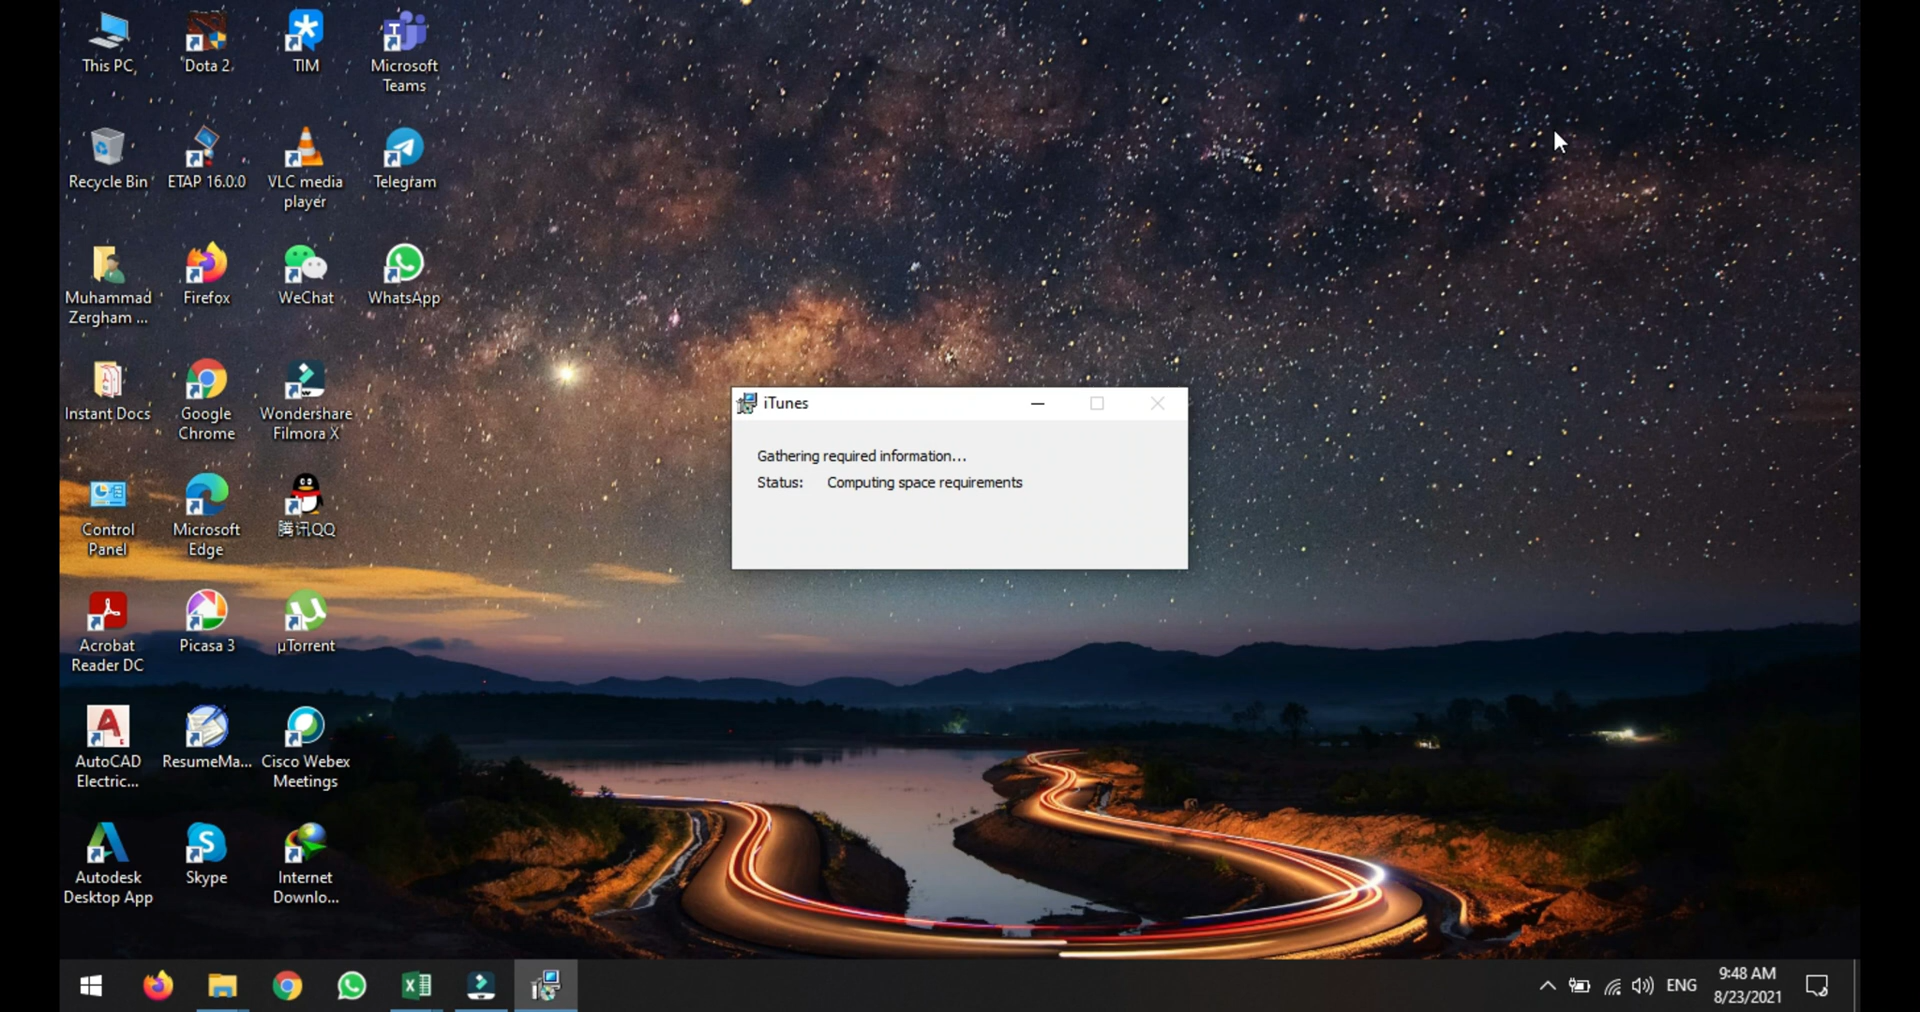 This PC
Dota 2
TIM
Microsoft
Teams
Recycle Bin
ETAP 16.0.0
VLC media
player
Telegram
Muhammad
Zergham ...
Firefox
WeChat
WhatsApp
Instant Docs
Google
Chrome
Wondershare
Filmora X
iTunes
Gathering required information...
Status: Computing space requirements
Control
Panel
Microsoft
Edge
腾讯QQ
Acrobat
Reader DC
Picasa 3
µTorrent
AutoCAD
Electric...
ResumeMa...
Cisco Webex
Meetings
Autodesk
Desktop App
Skype
Internet
Downlo...
ENG
9:48 AM
8/23/2021